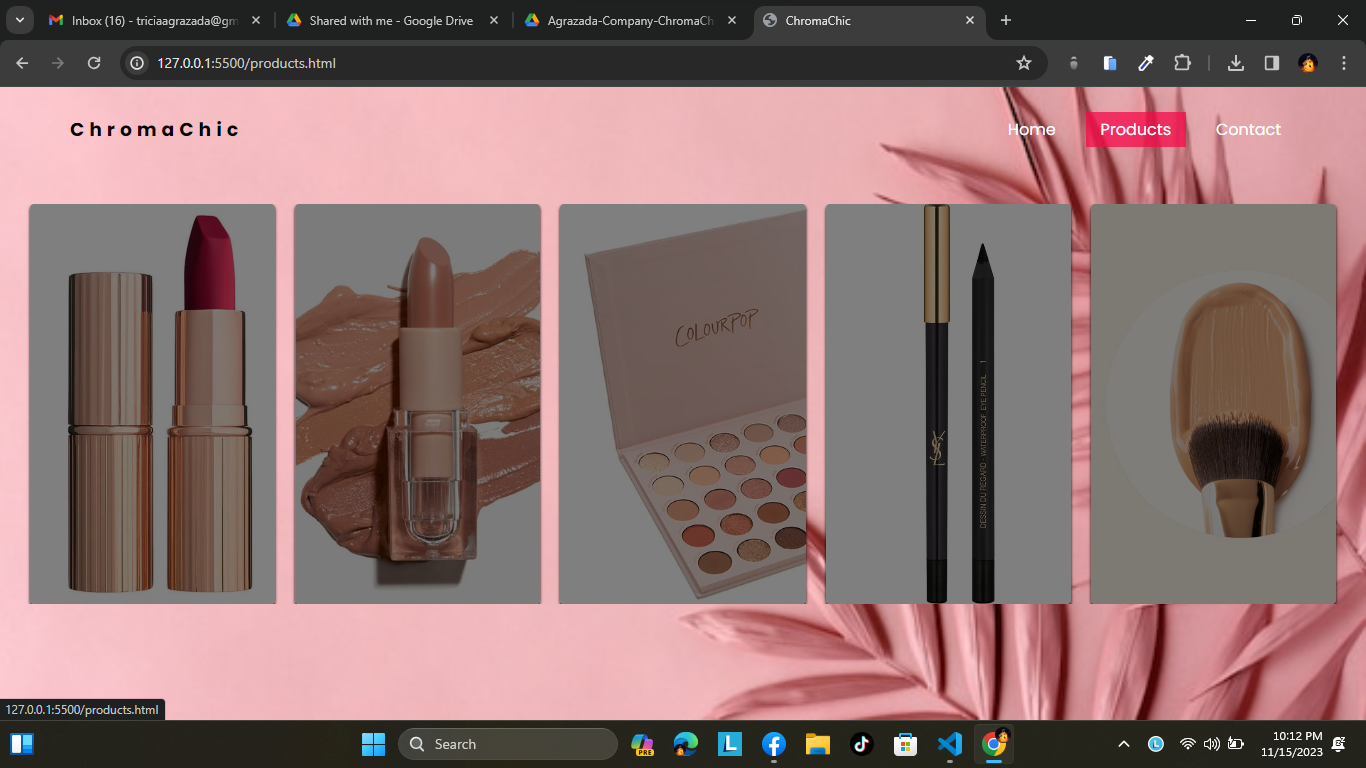 Inbox (16) - triciaagrazada@gm
Shared with me - Google Drive
Agrazada-Company-ChromaCh
ChromaChic
127.0.0.1:5500/products.html
ChromaChic
Home
Products
Contact
COLOURPOP
YSL
DESSIN DU REGARD - WATERPROOF EYE PENCIL 1
127.0.0.1:5500/products.html
PRE
Search
L
L
10:12 PM
11/15/2023